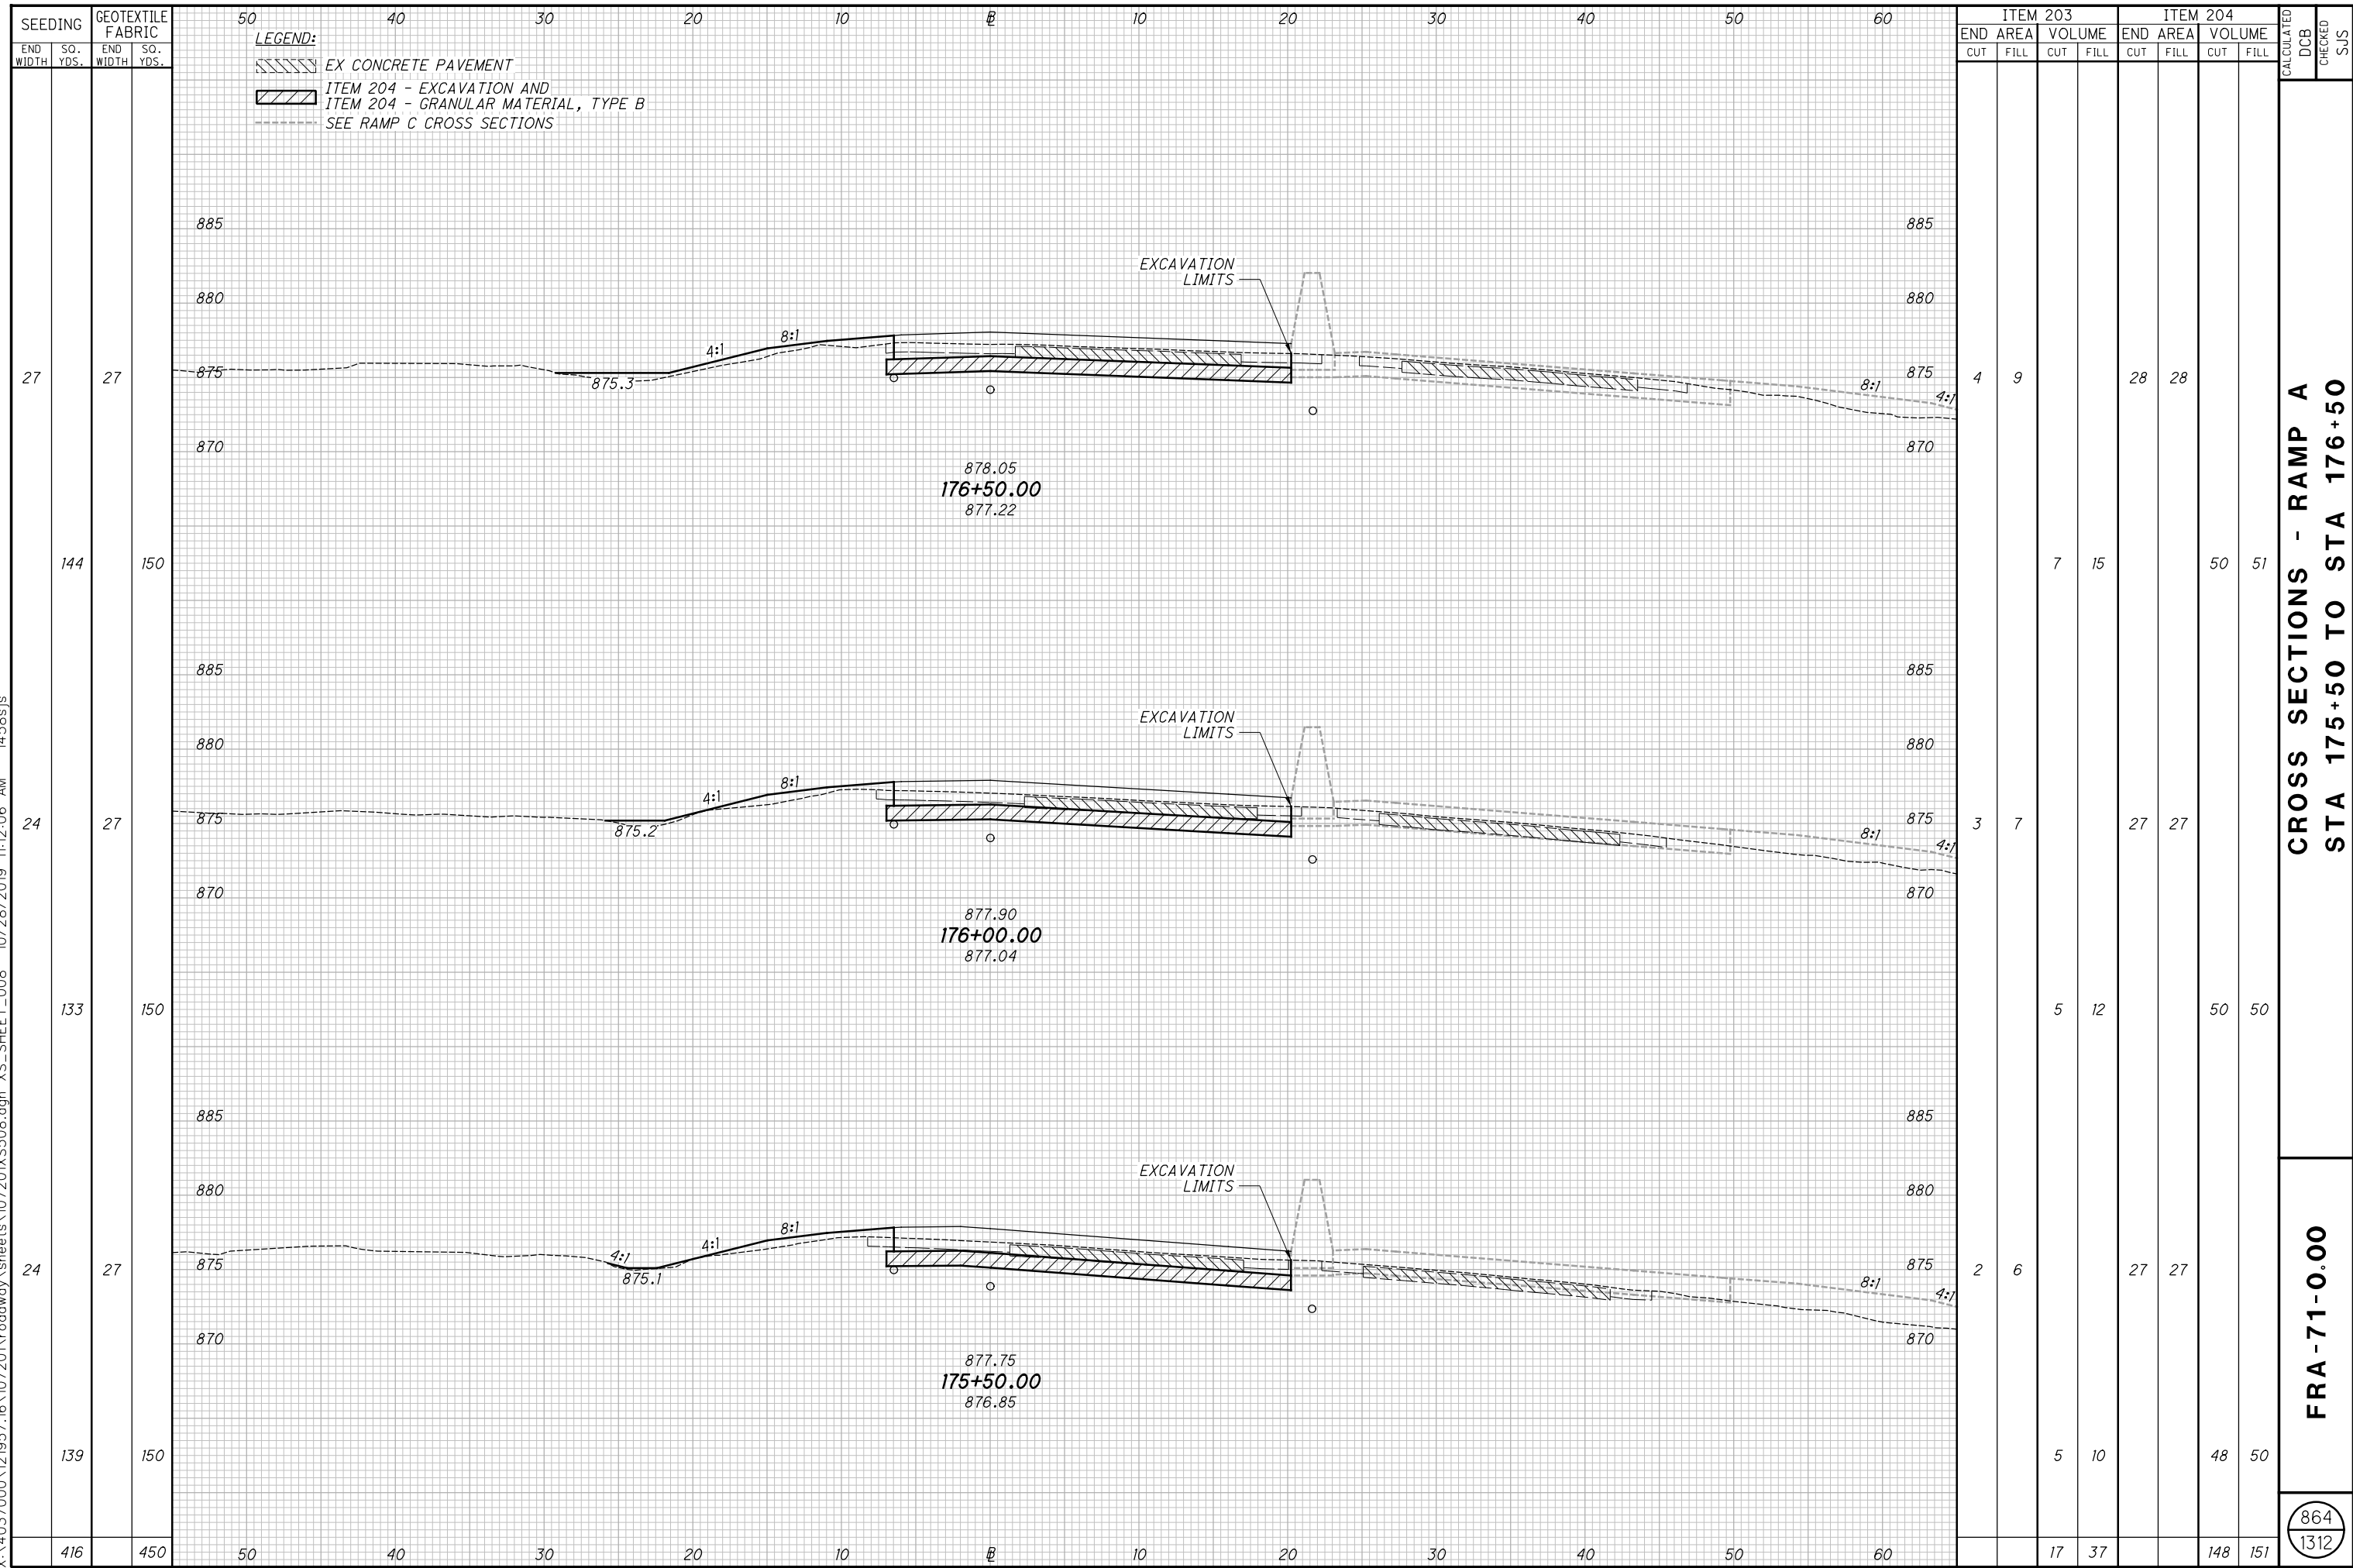 SEEDING
GEOTEXTILE FABRIC
END WIDTH
SQ. YDS.
END WIDTH
SQ. YDS.
50 40 30 20 10 ℄ 10 20 30 40 50 60
LEGEND:
EX CONCRETE PAVEMENT
ITEM 204 - EXCAVATION AND
ITEM 204 - GRANULAR MATERIAL, TYPE B
SEE RAMP C CROSS SECTIONS
ITEM 203
ITEM 204
END AREA VOLUME END AREA VOLUME
CUT FILL CUT FILL CUT FILL CUT FILL
CALCULATED
DCB
CHECKED
SJS
885 885
EXCAVATION
LIMITS
880 880
8:1
4:1
27 27 875 875.3 875 8:1 4:1 4 9 28 28
870 870
878.05
176+50.00
877.22
144 150 7 15 50 51
885 885
EXCAVATION
LIMITS
880 880
8:1
4:1
24 27 875 875.2 875 8:1 4:1 3 7 27 27
870 870
877.90
176+00.00
877.04
133 150 5 12 50 50
885 885
EXCAVATION
LIMITS
880 880
8:1
4:1
4:1
24 27 875 875.1 875 8:1 4:1 2 6 27 27
870 870
877.75
175+50.00
876.85
139 150 5 10 48 50
416 450 50 40 30 20 10 ℄ 10 20 30 40 50 60 17 37 148 151
CROSS SECTIONS - RAMP A
STA 175+50 TO STA 176+50
FRA-71-0.00
864
1312
10/28/2019 11:12:06 AM 14588sjs